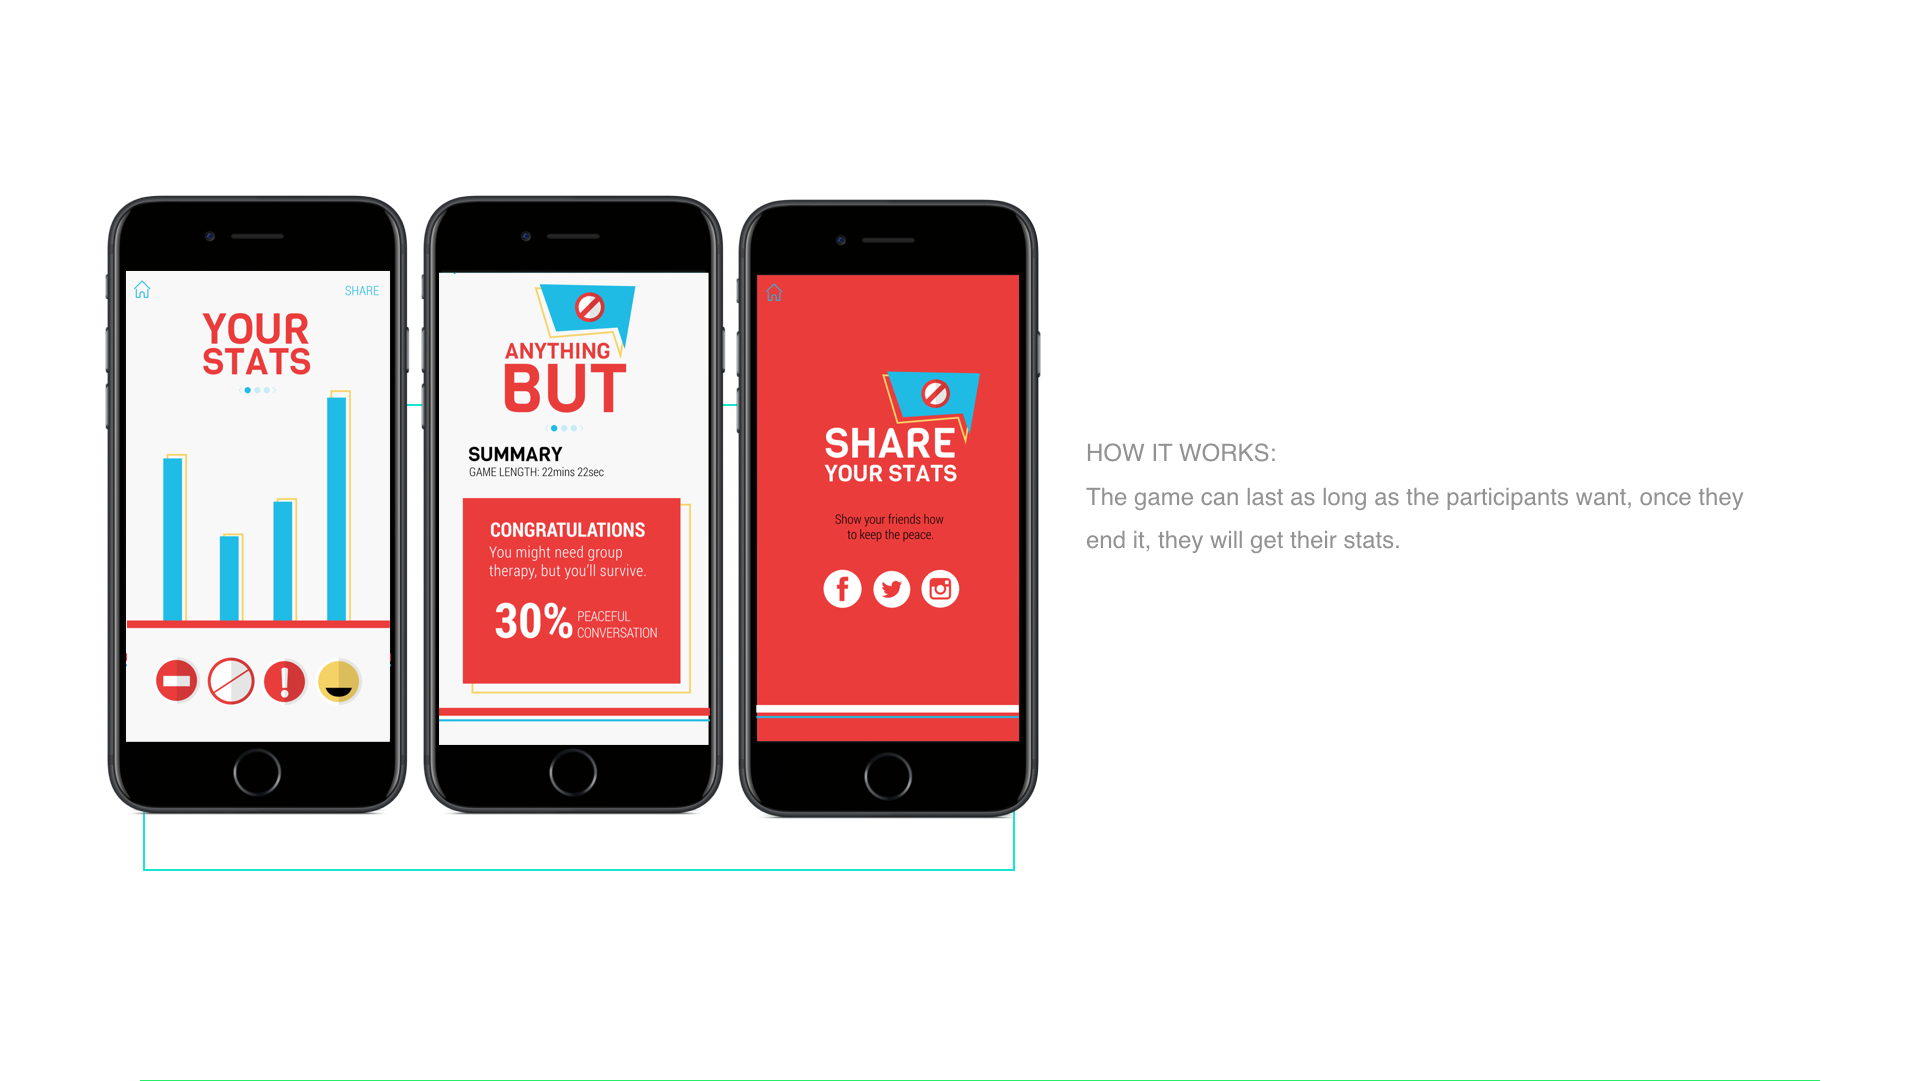 SHARE
YOUR
STATS
ANYTHING
BUT
SUMMARY
GAME LENGTH: 22mins 22sec
CONGRATULATIONS
You might need group
therapy, but you'll survive.
30% PEACEFUL
CONVERSATION
SHARE
YOUR STATS
Show your friends how
to keep the peace.
HOW IT WORKS:
The game can last as long as the participants want, once they
end it, they will get their stats.